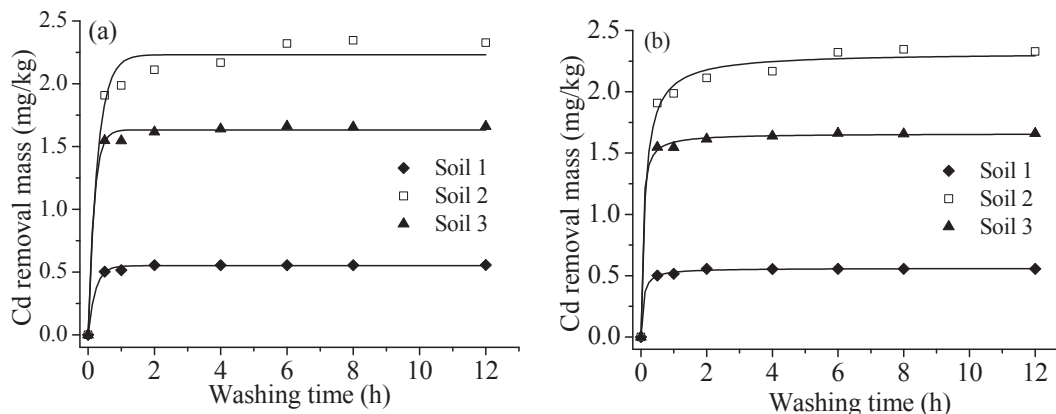 (a)
Cd removal mass (mg/kg)
2.5
2.0
1.5
1.0
0.5
0.0
Soil 1
Soil 2
Soil 3
0 2 4 6 8 10 12
Washing time (h)
(b)
Cd removal mass (mg/kg)
2.5
2.0
1.5
1.0
0.5
0.0
Soil 1
Soil 2
Soil 3
0 2 4 6 8 10 12
Washing time (h)